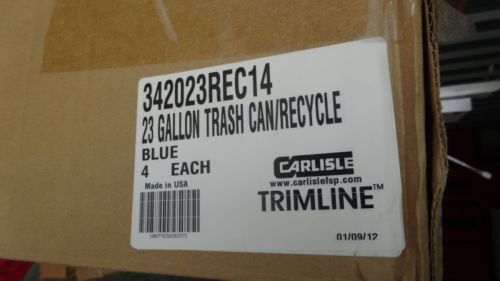 342023REC14
23 GALLON TRASH CAN/RECYCLE
BLUE
4 EACH
Made in USA
CARLISLE
www.carlislefsp.com
TRIMLINE™
01/09/12